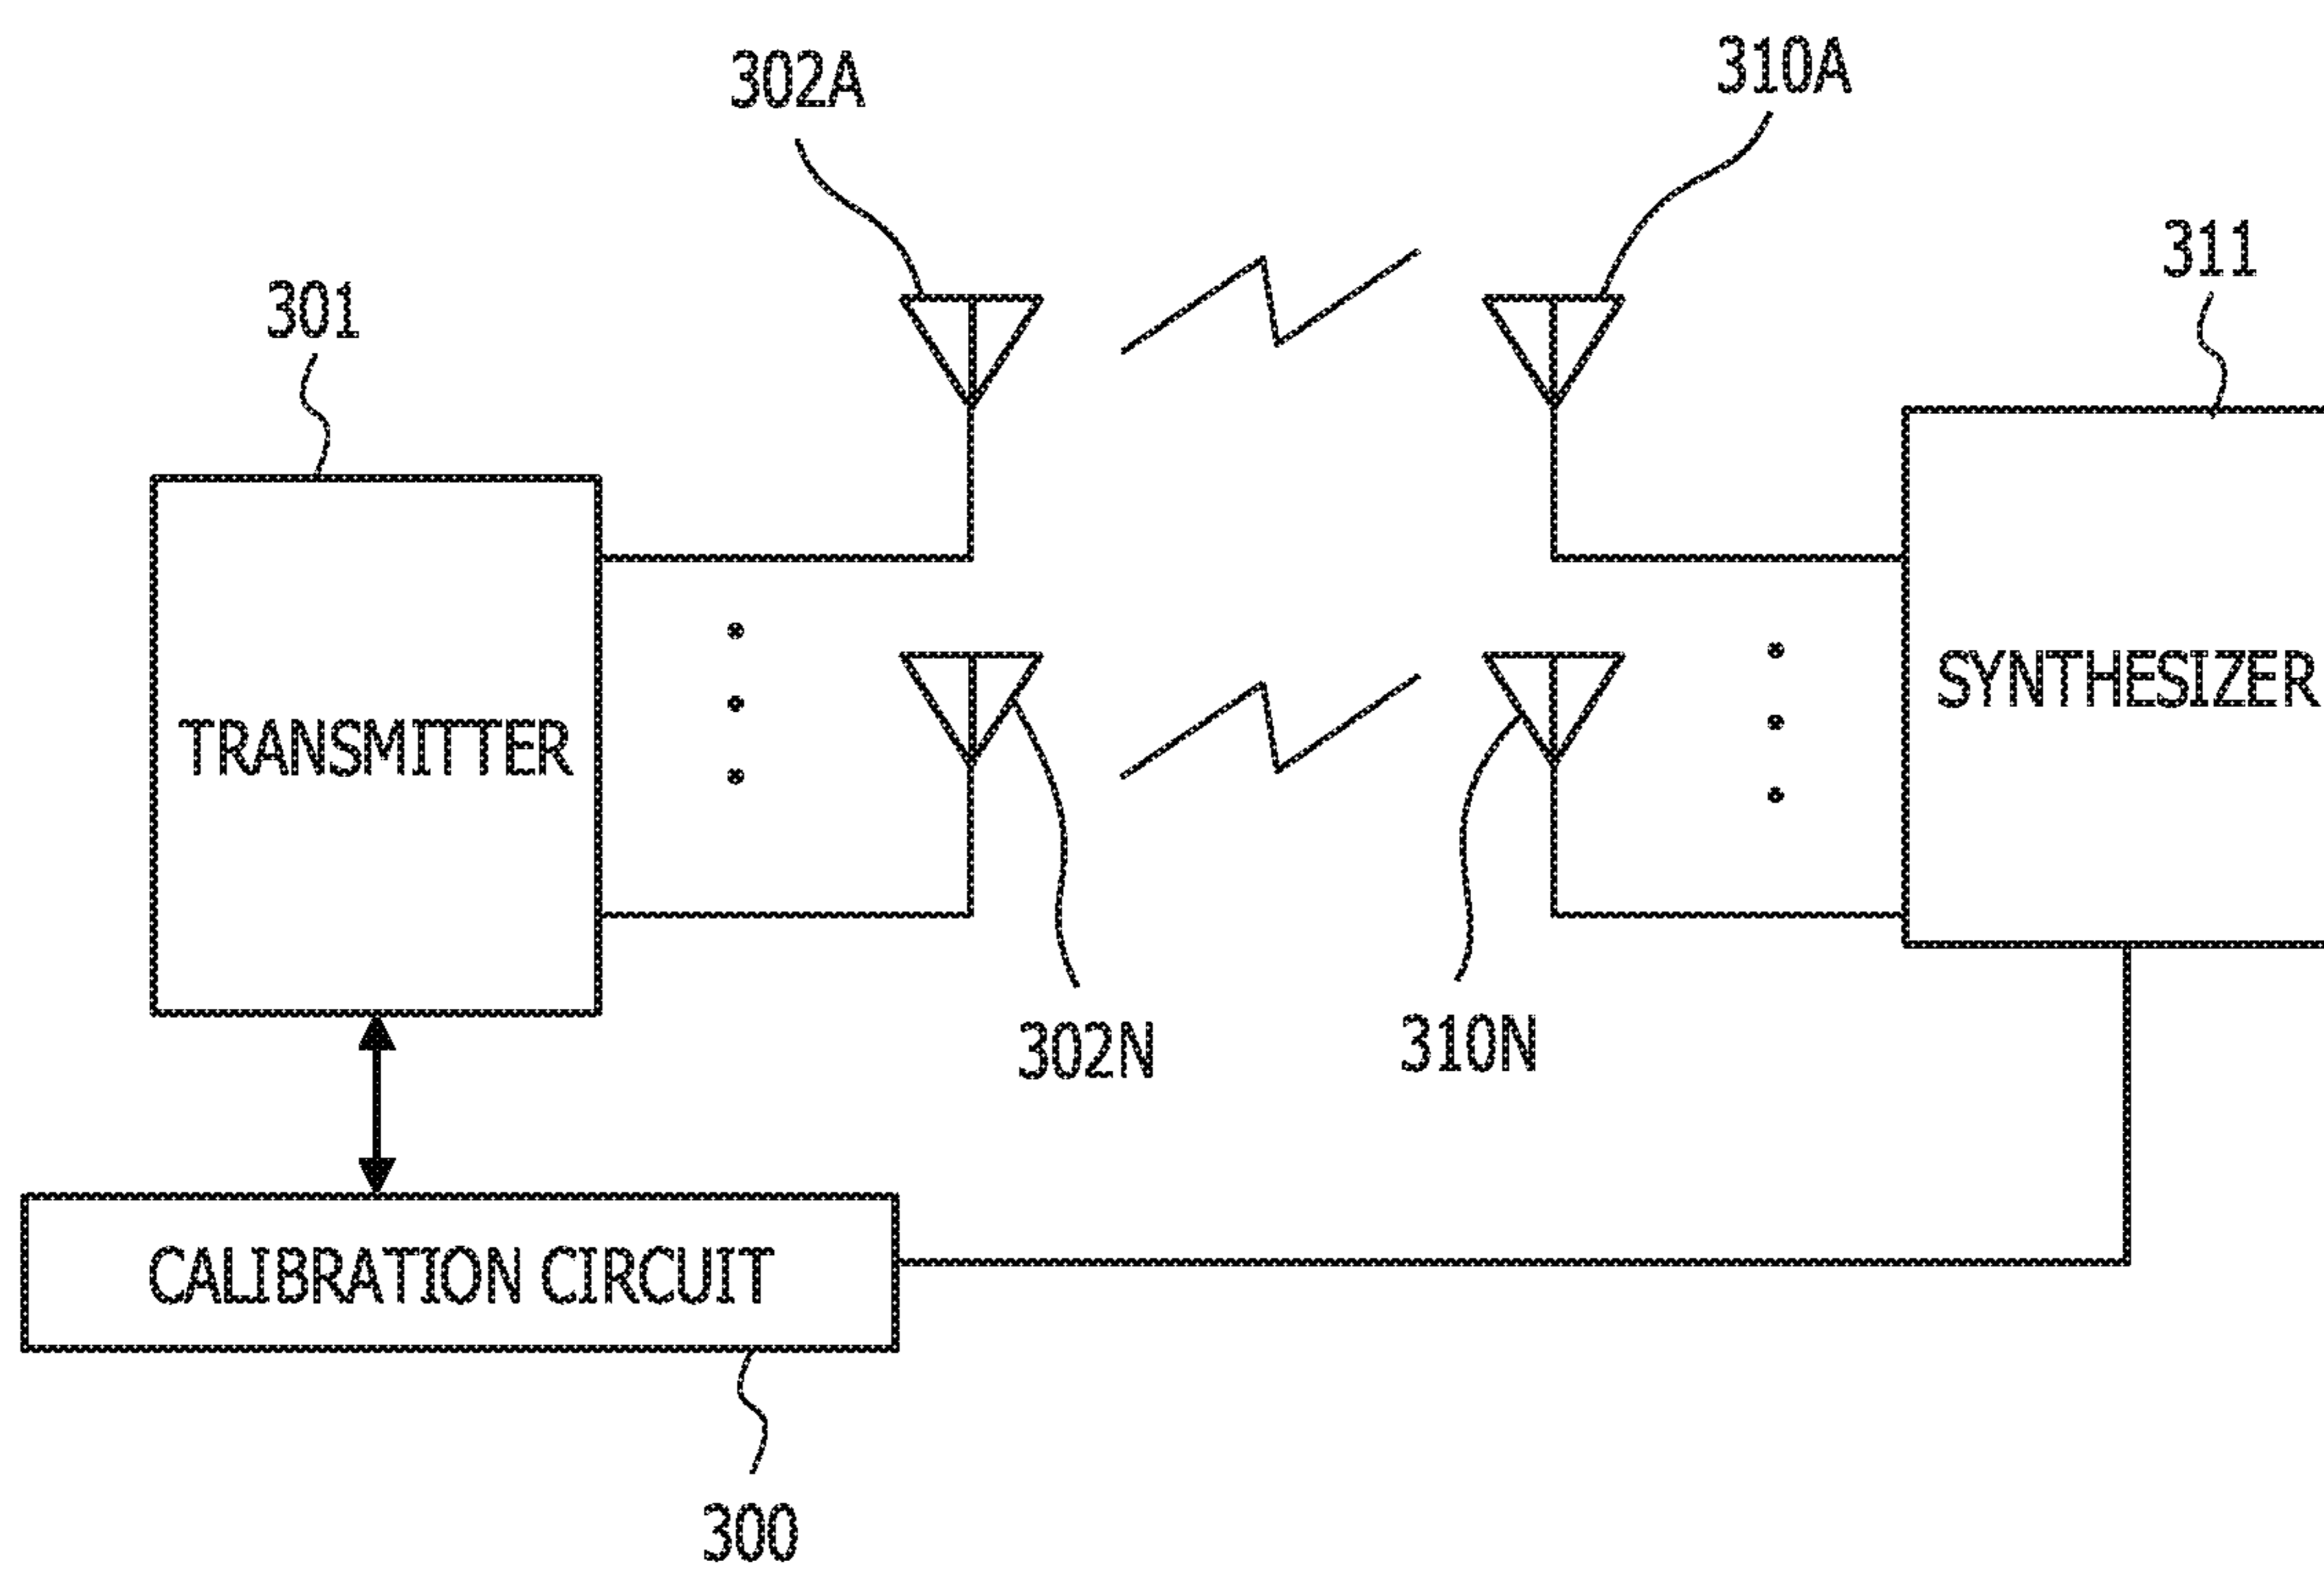 302A
310A
311
301
SYNTHESIZER
TRANSMITTER
302N
310N
CALIBRATION CIRCUIT
300